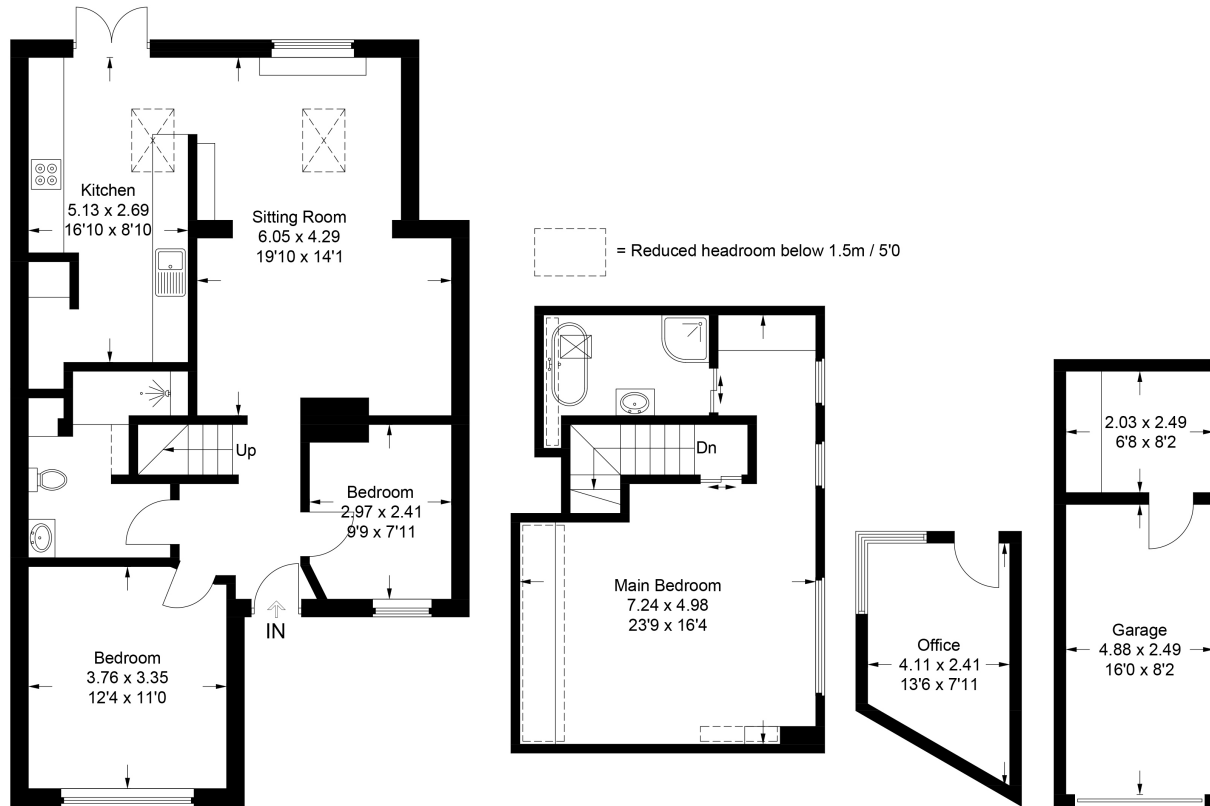 Kitchen
5.13 x 2.69
16'10 x 8'10
Sitting Room
6.05 x 4.29
19'10 x 14'1
Up
Bedroom
2.97 x 2.41
9'9 x 7'11
IN
Bedroom
3.76 x 3.35
12'4 x 11'0
= Reduced headroom below 1.5m / 5'0
Dn
Main Bedroom
7.24 x 4.98
23'9 x 16'4
Office
4.11 x 2.41
13'6 x 7'11
2.03 x 2.49
6'8 x 8'2
Garage
4.88 x 2.49
16'0 x 8'2